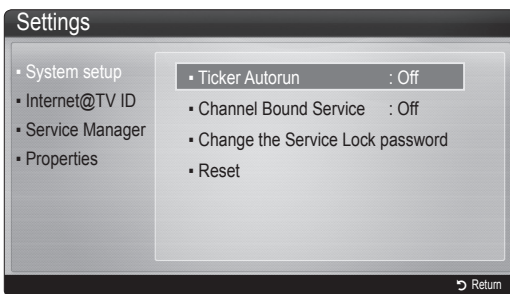 Settings
▪ System setup
▪ Internet@TV ID
▪ Service Manager
▪ Properties
▪ Ticker Autorun : Off
▪ Channel Bound Service : Off
▪ Change the Service Lock password
▪ Reset
Return